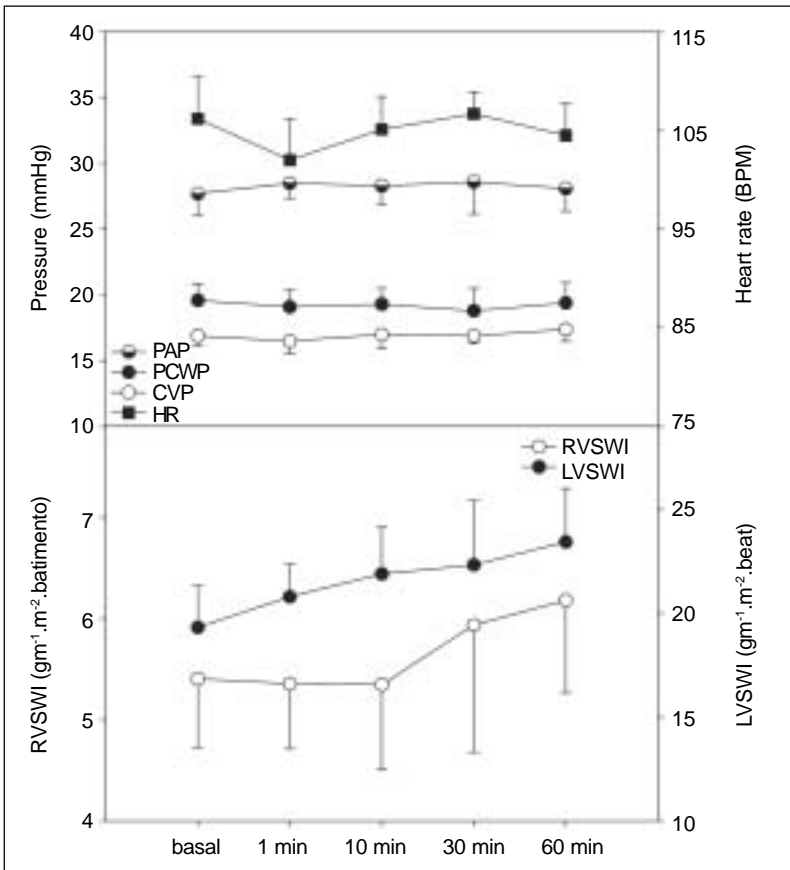 40
35
30
25
20
15
10
Pressure (mmHg)
115
105
95
85
75
Heart rate (BPM)
PAP
PCWP
CVP
HR
RVSWI
LVSWI
7
6
5
4
RVSWI (gm⁻¹.m⁻².batimento)
25
20
15
10
LVSWI (gm⁻¹.m⁻².beat)
basal 1 min 10 min 30 min 60 min